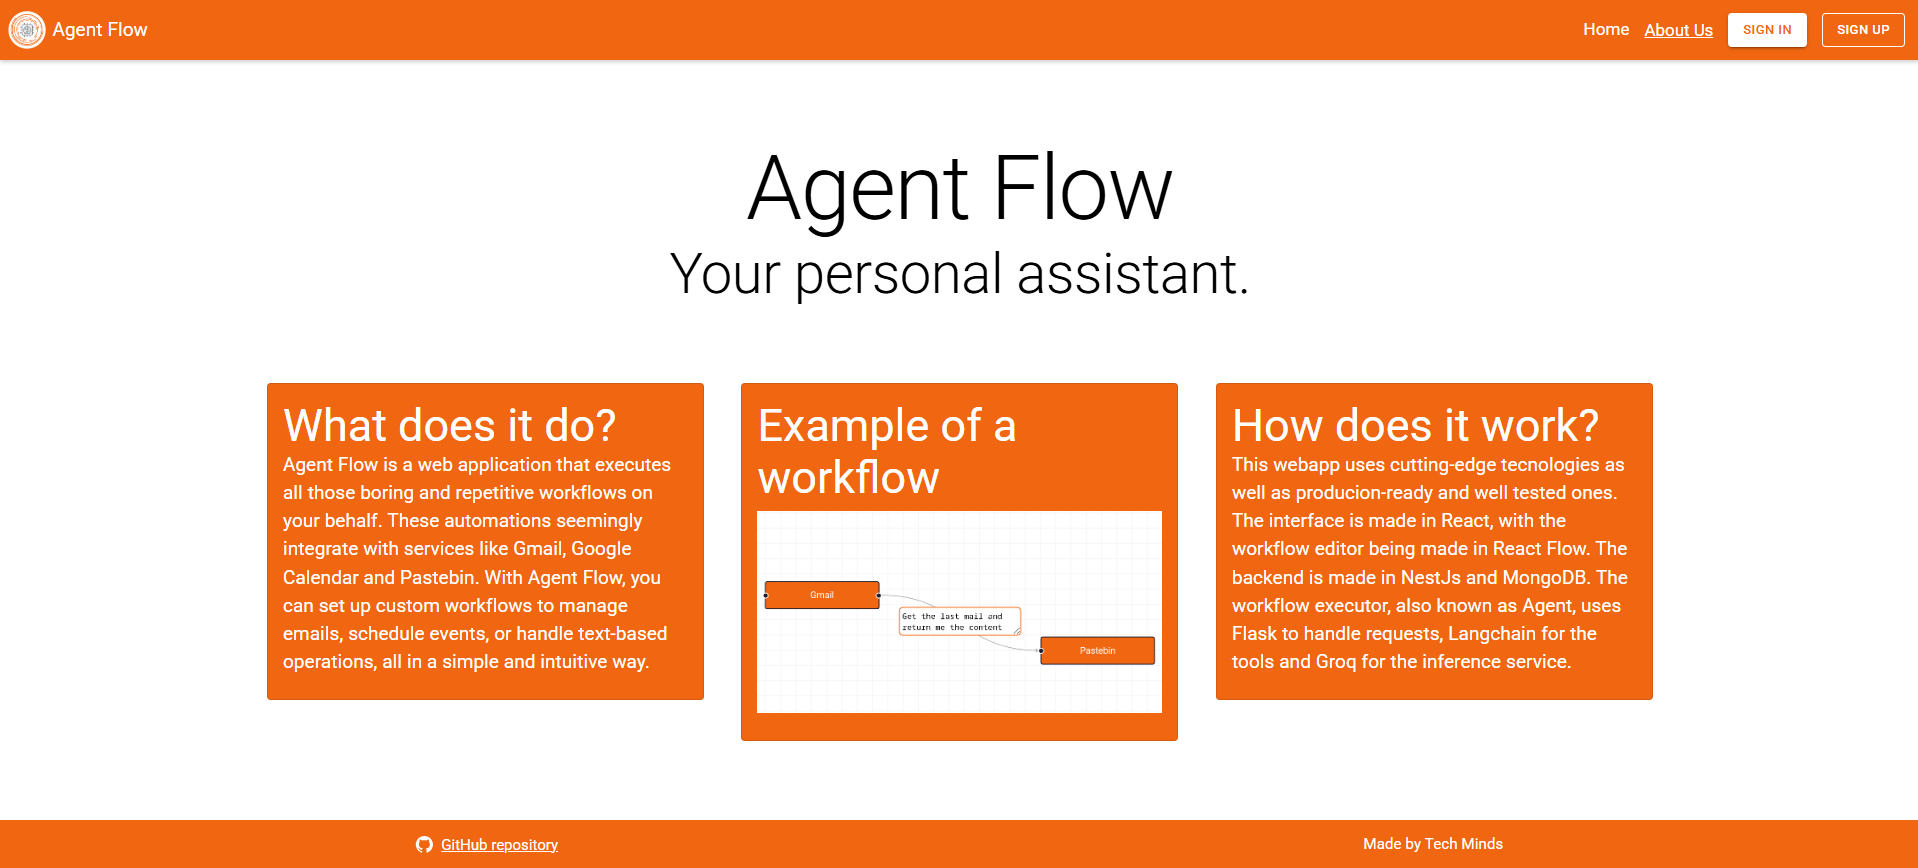 Agent Flow
Home
About Us
SIGN IN
SIGN UP
Agent Flow
Your personal assistant.
What does it do?
Agent Flow is a web application that executes
all those boring and repetitive workflows on
your behalf. These automations seemingly
integrate with services like Gmail, Google
Calendar and Pastebin. With Agent Flow, you
can set up custom workflows to manage
emails, schedule events, or handle text-based
operations, all in a simple and intuitive way.
Example of a
workflow
Gmail
Get the last mail and
return me the content
Pastebin
How does it work?
This webapp uses cutting-edge tecnologies as
well as producion-ready and well tested ones.
The interface is made in React, with the
workflow editor being made in React Flow. The
backend is made in NestJs and MongoDB. The
workflow executor, also known as Agent, uses
Flask to handle requests, Langchain for the
tools and Groq for the inference service.
GitHub repository
Made by Tech Minds